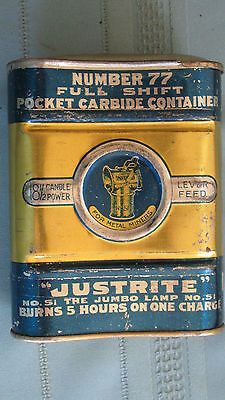 NUMBER 77
FULL SHIFT
POCKET CARBIDE CONTAINER
CANDLE
POWER
LEVER
FEED
FOR METAL MINERS
"JUSTRITE"
NO. 51 THE JUMBO LAMP NO. 51
BURNS 5 HOURS ON ONE CHARGE